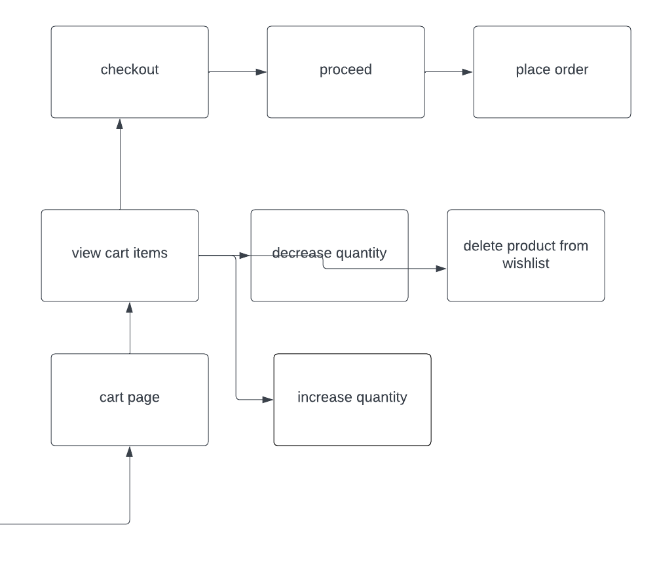 checkout
proceed
place order
view cart items
decrease quantity
delete product from
wishlist
cart page
increase quantity